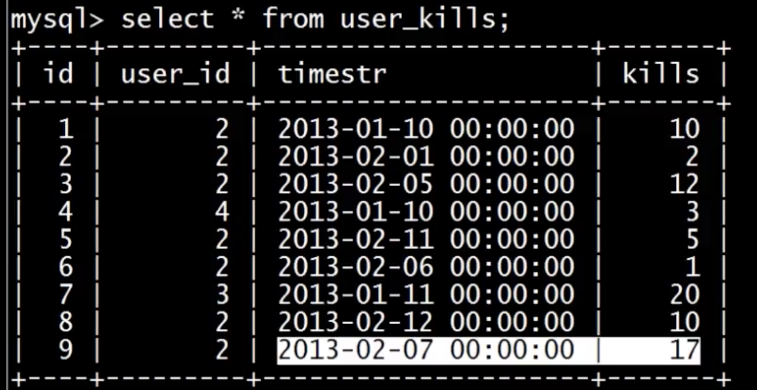 mysql> select * from user_kills;
+----+---------+---------------------+-------+
| id | user_id | timestr             | kills |
+----+---------+---------------------+-------+
|  1 |       2 | 2013-01-10 00:00:00 |    10 |
|  2 |       2 | 2013-02-01 00:00:00 |     2 |
|  3 |       2 | 2013-02-05 00:00:00 |    12 |
|  4 |       4 | 2013-01-10 00:00:00 |     3 |
|  5 |       2 | 2013-02-11 00:00:00 |     5 |
|  6 |       2 | 2013-02-06 00:00:00 |     1 |
|  7 |       3 | 2013-01-11 00:00:00 |    20 |
|  8 |       2 | 2013-02-12 00:00:00 |    10 |
|  9 |       2 | 2013-02-07 00:00:00 |    17 |
+----+---------+---------------------+-------+